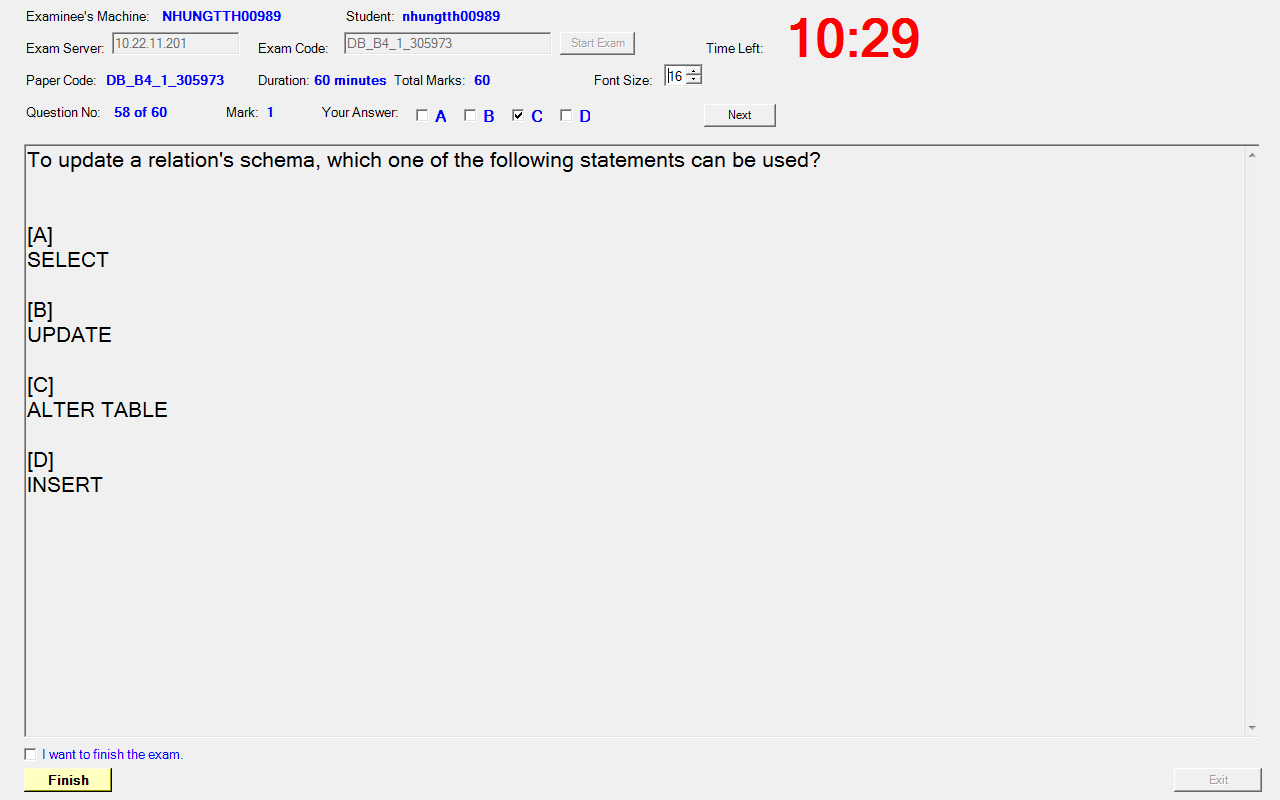 Examinee's Machine: NHUNGTTH00989 Student: nhungtth00989
Exam Server: 10.22.11.201 Exam Code: DB_B4_1_305973 Start Exam Time Left: 10:29
Paper Code: DB_B4_1_305973 Duration: 60 minutes Total Marks: 60 Font Size: 16
Question No: 58 of 60 Mark: 1 Your Answer: A B C D Next
To update a relation's schema, which one of the following statements can be used?
[A]
SELECT
[B]
UPDATE
[C]
ALTER TABLE
[D]
INSERT
I want to finish the exam.
Finish Exit